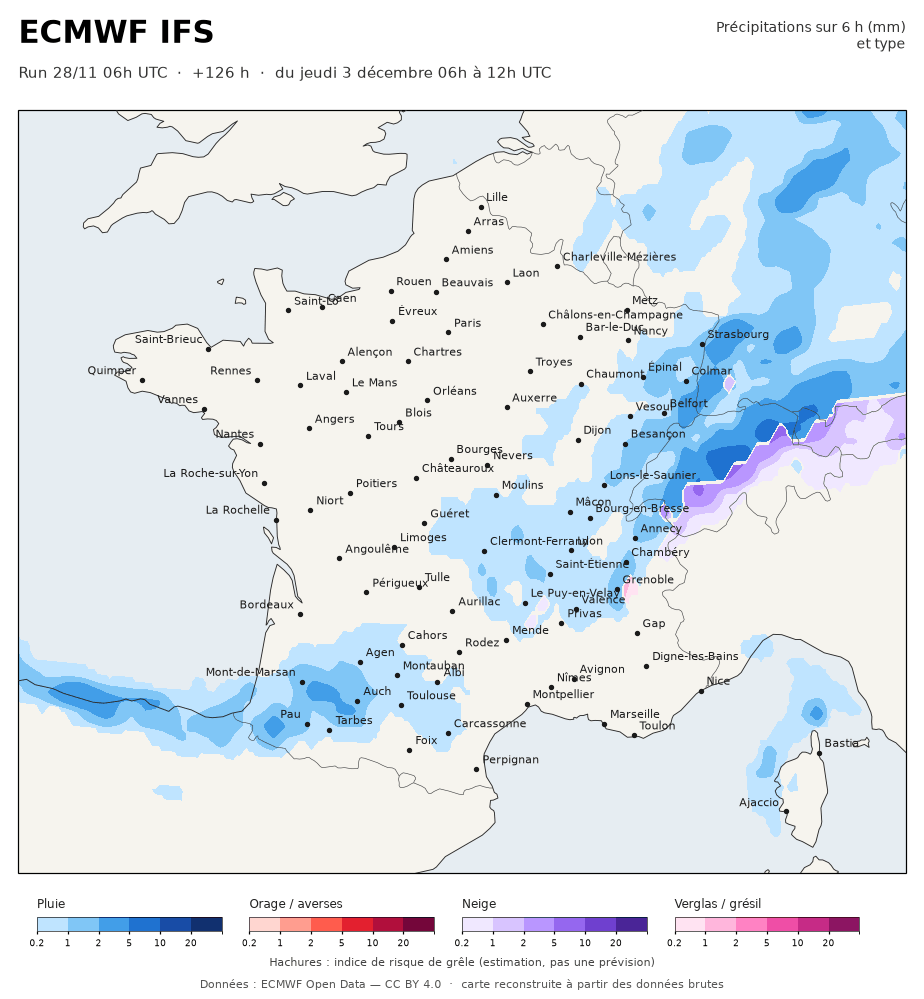 ECMWF IFS
Précipitations sur 6 h (mm)
et type
Run 28/11 06h UTC · +126 h · du jeudi 3 décembre 06h à 12h UTC
Lille
Arras
Amiens
Charleville-Mézières
Laon
Rouen
Beauvais
Saint-Lô
Caen
Metz
Évreux
Châlons-en-Champagne
Paris
Bar-le-Duc
Nancy
Strasbourg
Saint-Brieuc
Alençon
Chartres
Troyes
Quimper
Rennes
Laval
Le Mans
Chaumont
Épinal
Colmar
Vannes
Orléans
Auxerre
Vesoul
Belfort
Blois
Angers
Tours
Dijon
Besançon
Nantes
Bourges
Nevers
La Roche-sur-Yon
Châteauroux
Poitiers
Moulins
Lons-le-Saunier
Niort
Mâcon
Bourg-en-Bresse
La Rochelle
Guéret
Annecy
Limoges
Clermont-Ferrand
Lyon
Angoulême
Chambéry
Saint-Étienne
Périgueux
Tulle
Grenoble
Le Puy-en-Velay
Valence
Bordeaux
Aurillac
Privas
Mende
Gap
Cahors
Rodez
Agen
Digne-les-Bains
Mont-de-Marsan
Montauban
Albi
Avignon
Nîmes
Nice
Auch
Toulouse
Montpellier
Pau
Tarbes
Carcassonne
Marseille
Toulon
Foix
Bastia
Perpignan
Ajaccio
Pluie
0.2 1 2 5 10 20
Orage / averses
0.2 1 2 5 10 20
Neige
0.2 1 2 5 10 20
Verglas / grésil
0.2 1 2 5 10 20
Hachures : indice de risque de grêle (estimation, pas une prévision)
Données : ECMWF Open Data — CC BY 4.0 · carte reconstruite à partir des données brutes